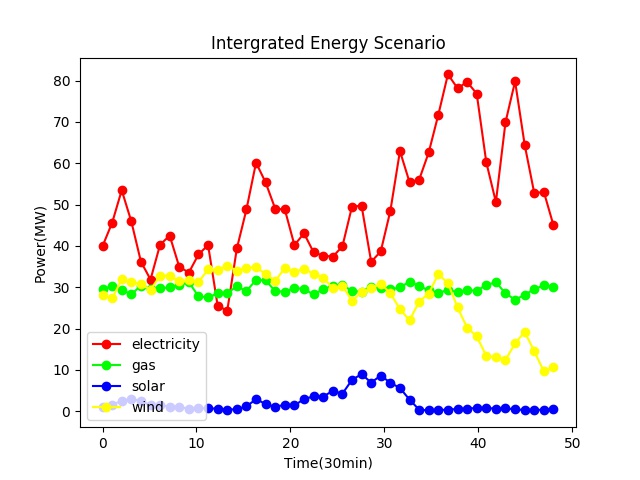 Intergrated Energy Scenario
Power(MW)
80
70
60
50
40
30
20
10
0
electricity
gas
solar
wind
0 10 20 30 40 50
Time(30min)